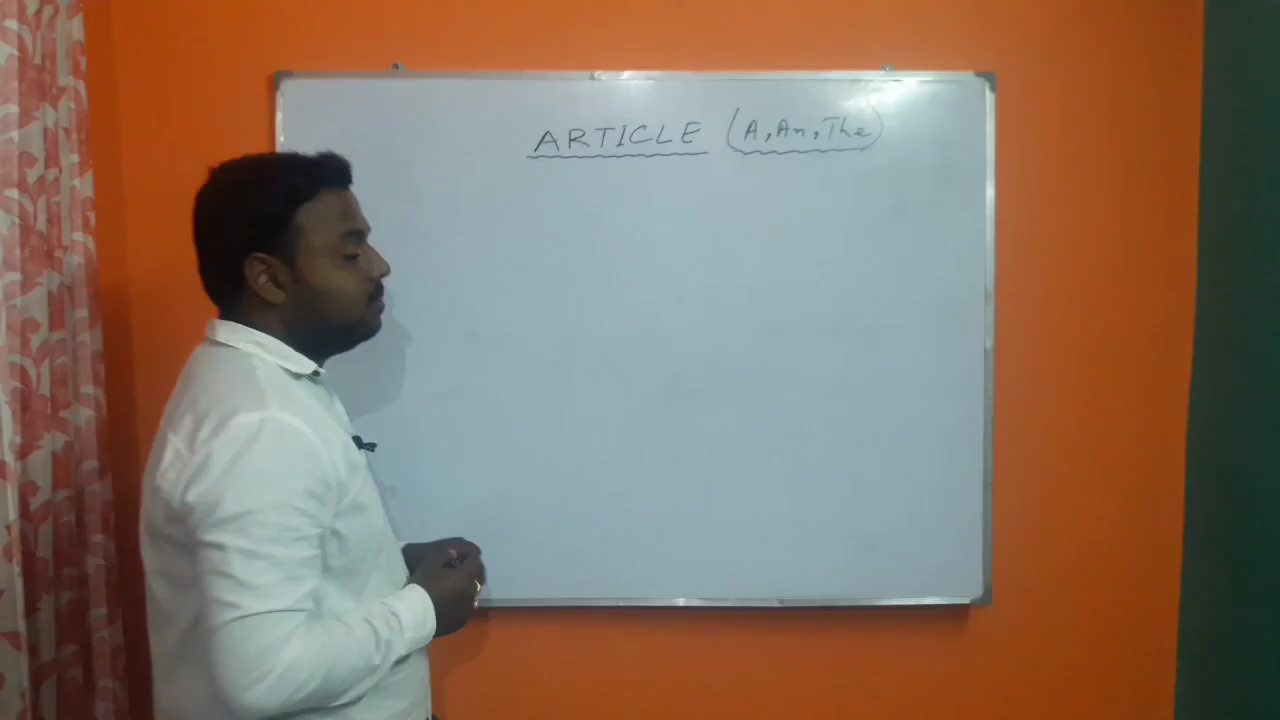 ARTICLE (A, An, The)